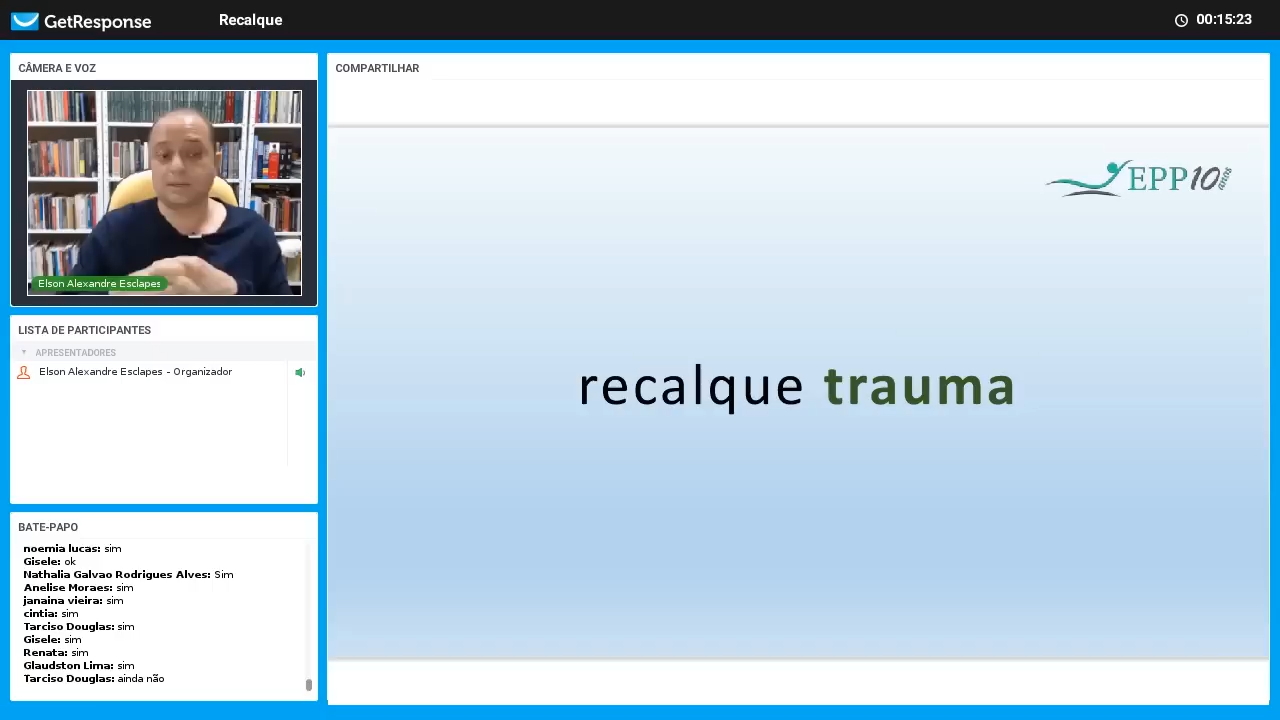 GetResponse
Recalque
00:15:23
CÂMERA E VOZ
Elson Alexandre Esclapes
LISTA DE PARTICIPANTES
APRESENTADORES
Elson Alexandre Esclapes - Organizador
BATE-PAPO
noemia lucas: sim
Gisele: ok
Nathalia Galvao Rodrigues Alves: Sim
Anelise Moraes: sim
janaina vieira: sim
cintia: sim
Tarciso Douglas: sim
Gisele: sim
Renata: sim
Glaudston Lima: sim
Tarciso Douglas: ainda não
COMPARTILHAR
EPP10
recalque trauma